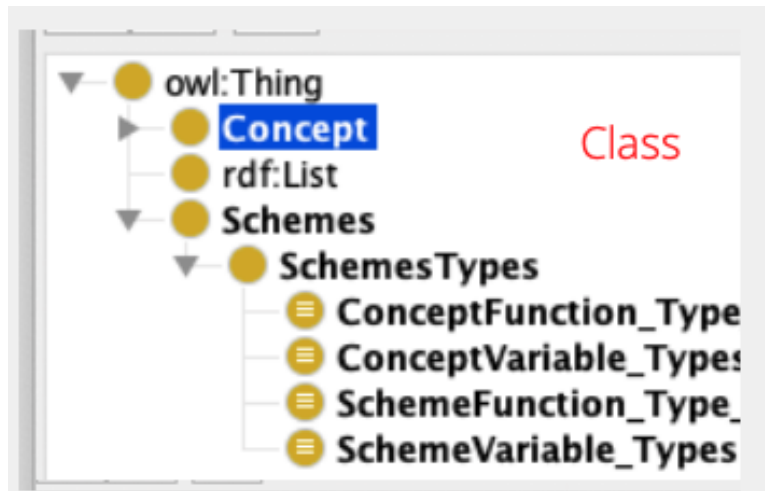 owl:Thing
Concept
Class
rdf:List
Schemes
SchemesTypes
ConceptFunction_Type
ConceptVariable_Types
SchemeFunction_Type_
SchemeVariable_Types